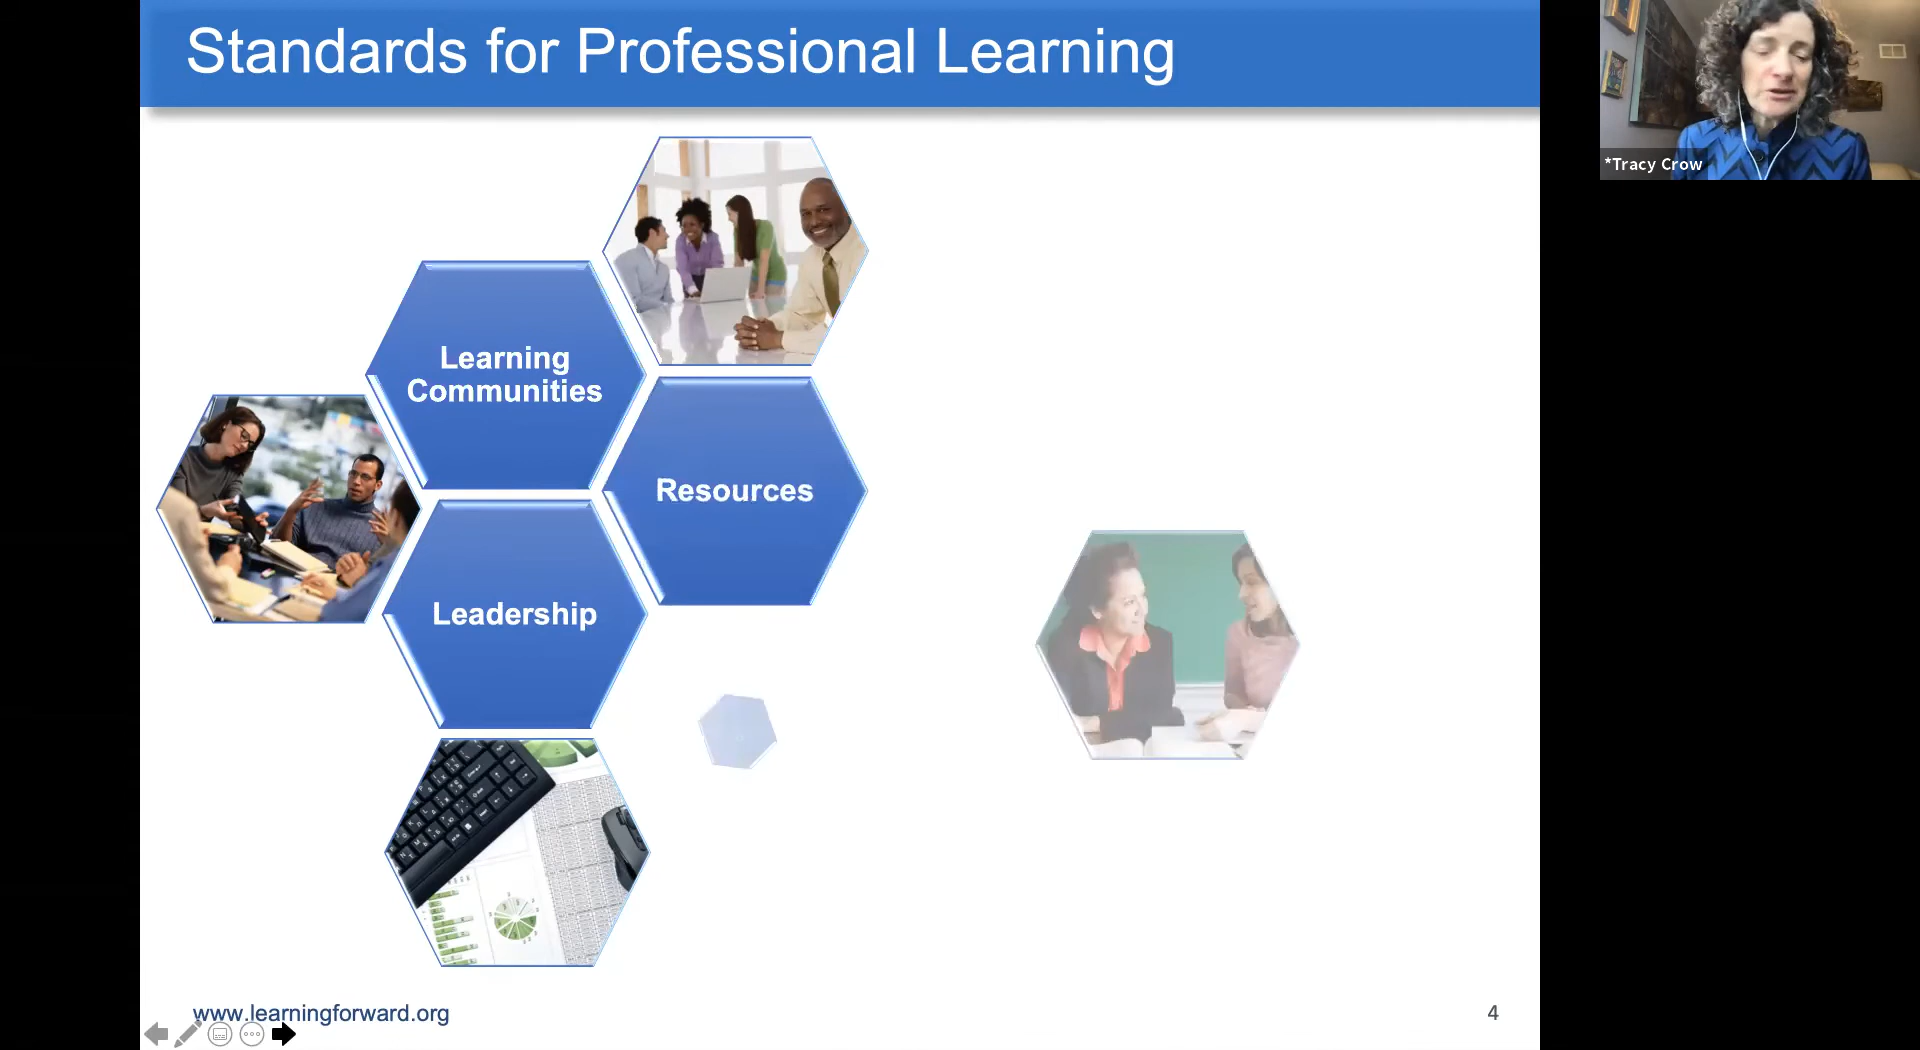 Standards for Professional Learning
*Tracy Crow
Learning
Communities
Resources
Leadership
www.learningforward.org
4